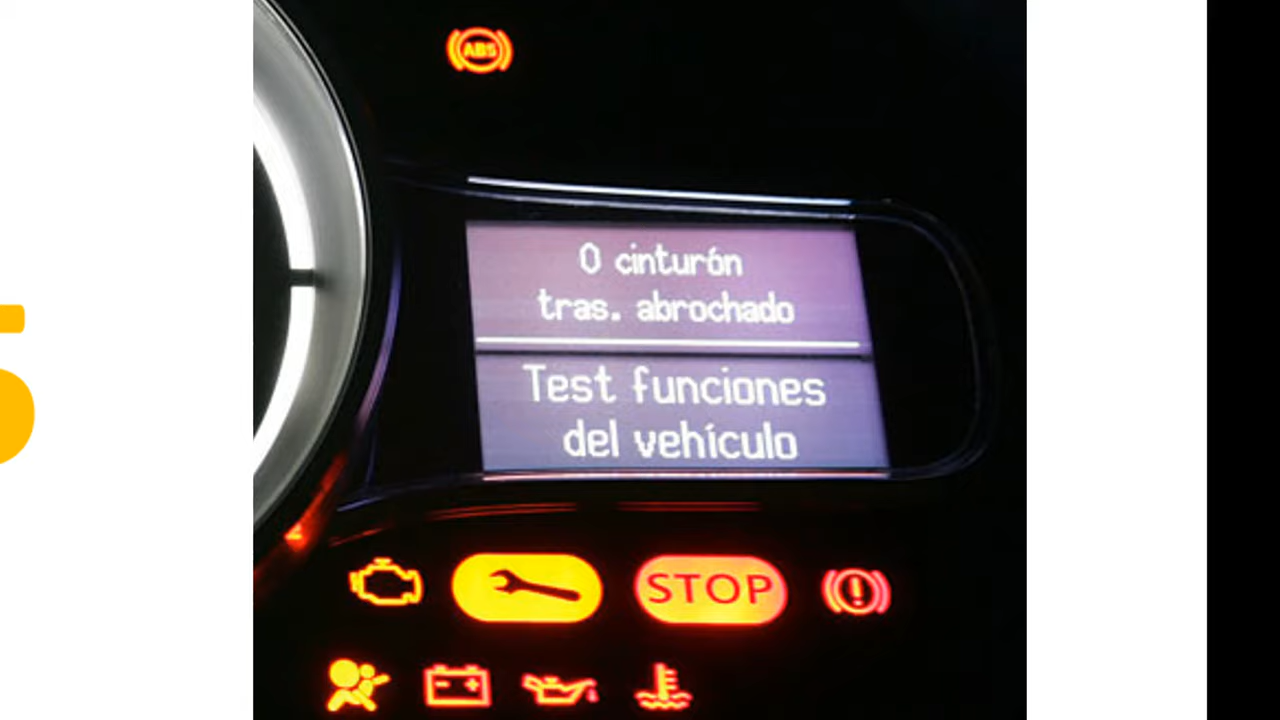 ABS
0 cinturón
tras. abrochado
Test funciones
del vehículo
STOP